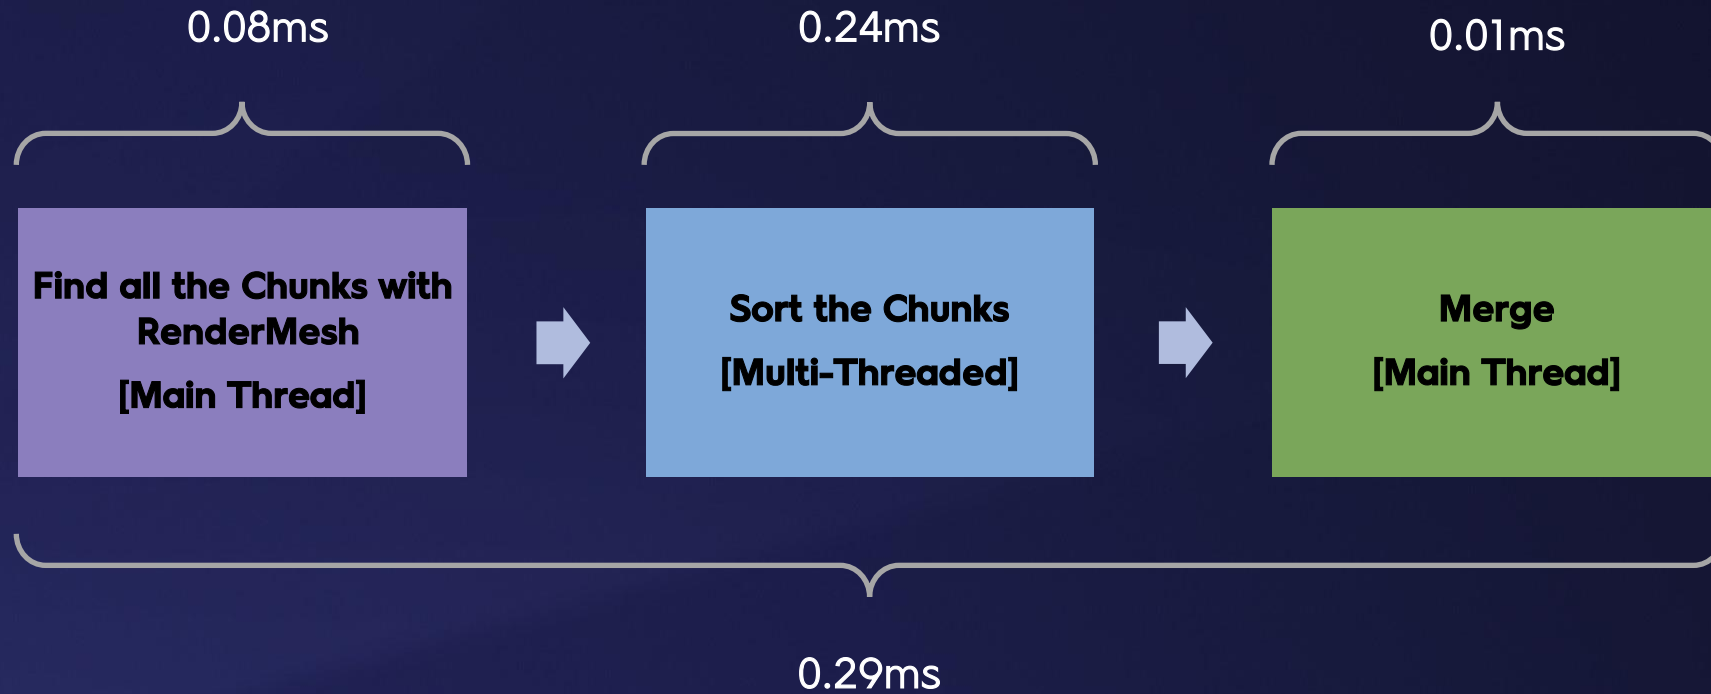 0.08ms
0.24ms
0.01ms
Find all the Chunks with
RenderMesh
[Main Thread]
Sort the Chunks
[Multi-Threaded]
Merge
[Main Thread]
0.29ms